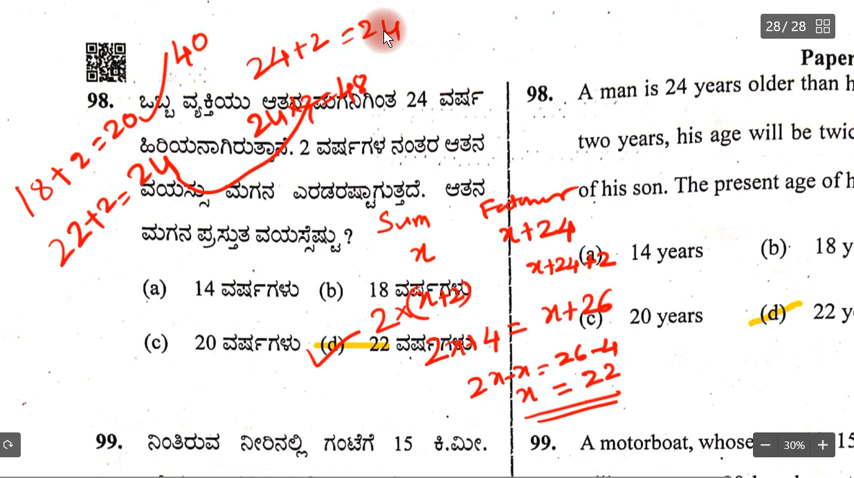 28/ 28
Paper
98. ಒಬ್ಬ ವ್ಯಕ್ತಿಯು ಆತನ ಮಗನಿಗಿಂತ 24 ವರ್ಷ
ಹಿರಿಯನಾಗಿರುತ್ತಾನೆ. 2 ವರ್ಷಗಳ ನಂತರ ಆತನ
ವಯಸ್ಸು ಮಗನ ಎರಡರಷ್ಟಾಗುತ್ತದೆ. ಆತನ
ಮಗನ ಪ್ರಸ್ತುತ ವಯಸ್ಸೆಷ್ಟು ?
(a) 14 ವರ್ಷಗಳು (b) 18 ವರ್ಷಗಳು
(c) 20 ವರ್ಷಗಳು (d) 22 ವರ್ಷಗಳು
99. ನಿಂತಿರುವ ನೀರಿನಲ್ಲಿ ಗಂಟೆಗೆ 15 ಕಿ.ಮೀ.
98. A man is 24 years older than h
two years, his age will be twic
of his son. The present age of h
(a) 14 years (b) 18 y
(c) 20 years (d) 22 y
99. A motorboat, whose 15
30%
40
24+2=24
18+2=20
22+2=24
Sum
x
x+24
x+24+2
2×(x+2)
2x+4 = x+26
2x-x=26-4
x = 22